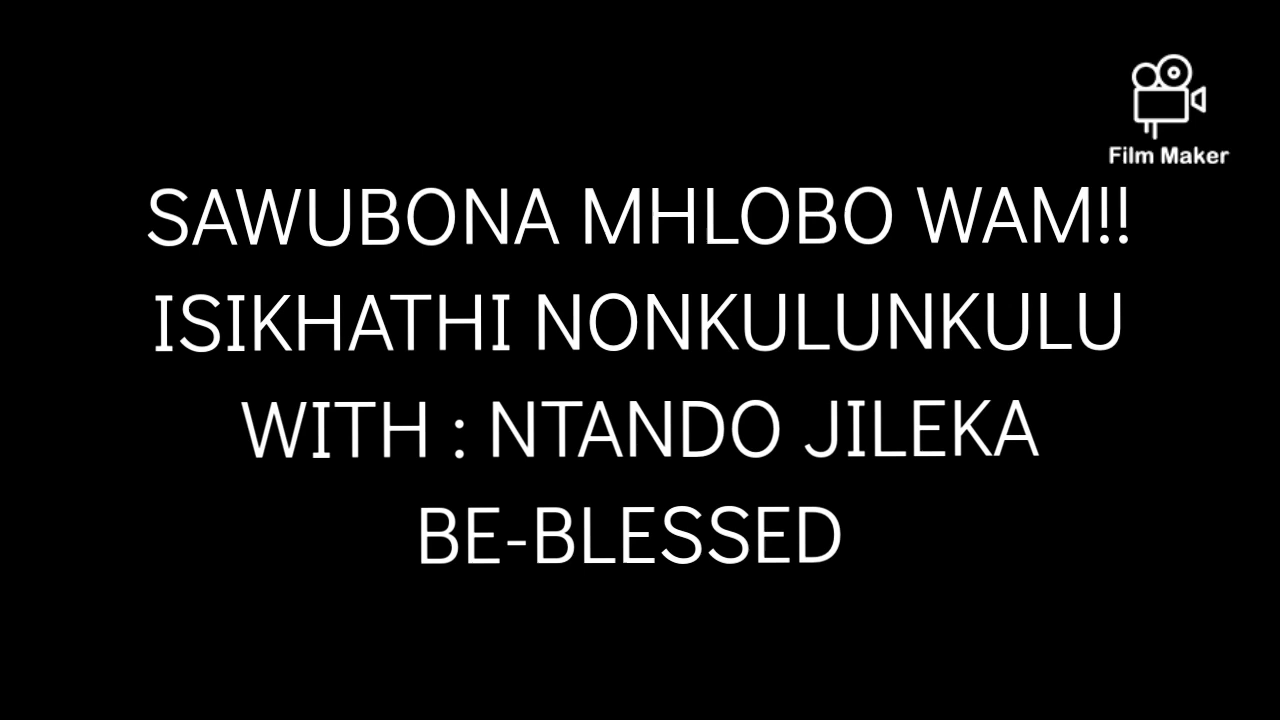 Film Maker
SAWUBONA MHLOBO WAM!!
ISIKHATHI NONKULUNKULU
WITH : NTANDO JILEKA
BE-BLESSED